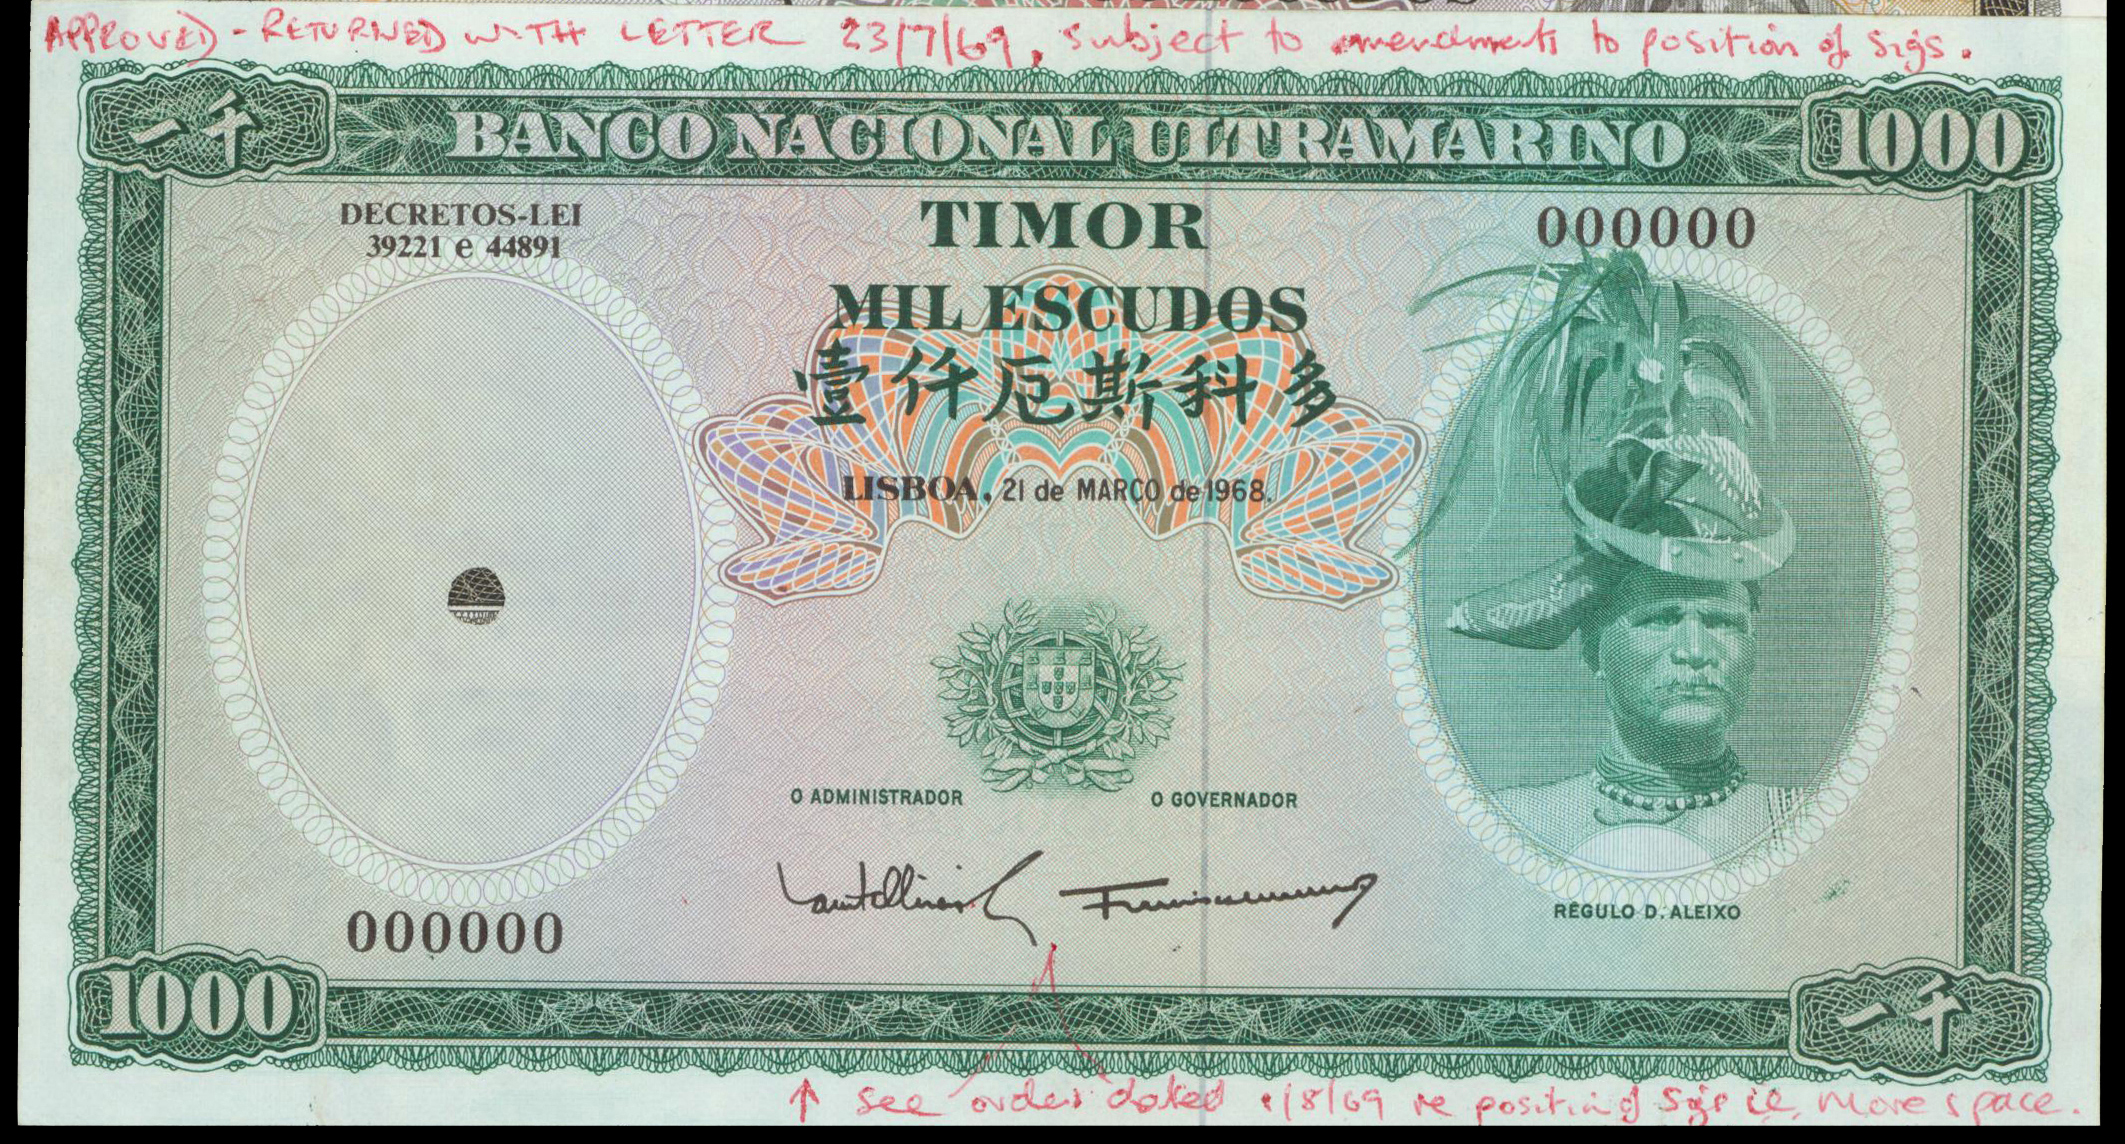 APPROVED - RETURNED WITH LETTER 23/7/69, subject to amendments to position of Sigs.
一千 BANCO NACIONAL ULTRAMARINO 1000
DECRETOS-LEI
39221 e 44891
TIMOR
000000
MIL ESCUDOS
壹仟厄斯科多
LISBOA, 21 de MARÇO de 1968.
O ADMINISTRADOR O GOVERNADOR
000000
RÉGULO D. ALEIXO
1000 一千
↑ see order dated 1/8/69 re position of Sigs ie, more space.